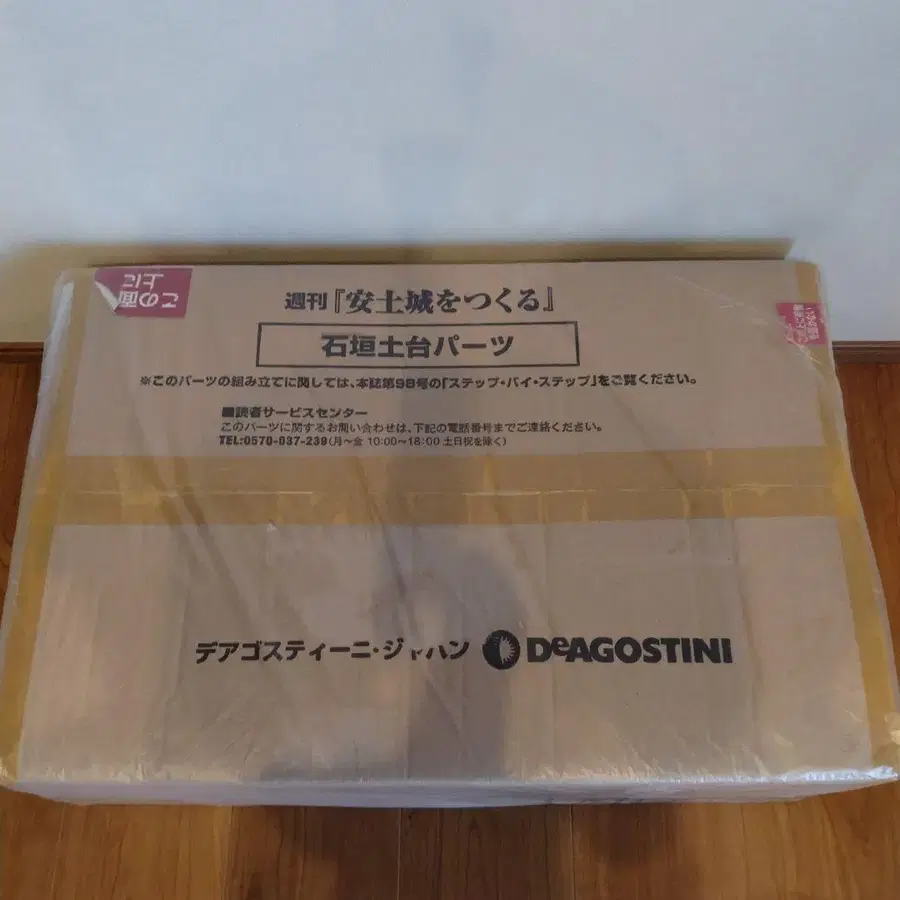 この面
上に
週刊『安土城をつくる』
石垣土台パーツ
※このパーツの組み立てに関しては、本誌第98号の「ステップ・バイ・ステップ」をご覧ください。
■読者サービスセンター
このパーツに関するお問い合わせは、下記の電話番号までご連絡ください。
TEL:0570-037-239(月~金 10:00~18:00 土日祝を除く)
デアゴスティーニ・ジャパン DeAGOSTINI